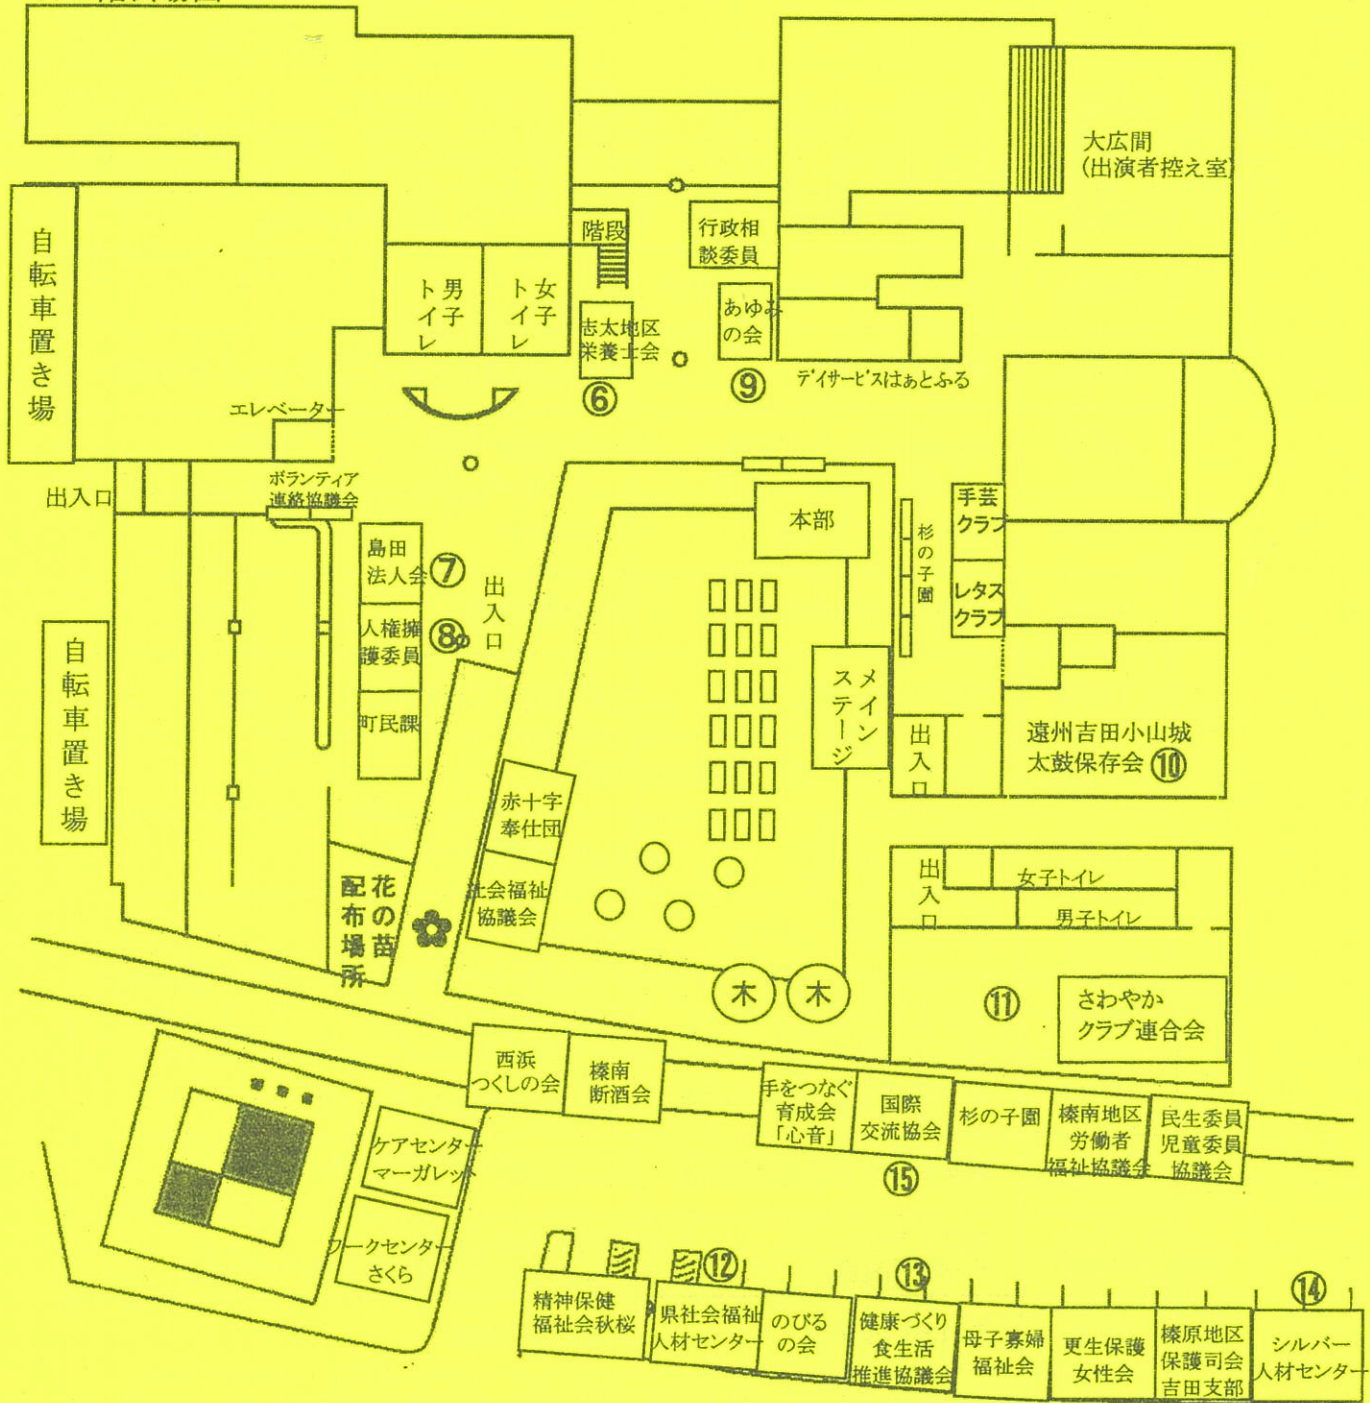 大広間
(出演者控え室)
自転車置き場
階段
行政相
談委員
男子
トイレ
女子
トイレ
志太地区
栄養士会
⑥
あゆみ
の会
⑨
デイサービスはぁとふる
エレベーター
出入口
ボランティア
連絡協議会
本部
手芸
クラブ
杉の子園
レタス
クラブ
島田
法人会
⑦
出入口
人権擁
護委員
⑧
町民課
自転車置き場
メイン
ステージ
出入口
遠州吉田小山城
太鼓保存会 ⑩
赤十字
奉仕団
社会福祉
協議会
花の苗
配布場所
出入口
女子トイレ
男子トイレ
木
木
⑪
さわやか
クラブ連合会
西浜
つくしの会
榛南
断酒会
手をつなぐ
育成会
「心音」
国際
交流協会
⑮
杉の子園
榛南地区
労働者
福祉協議会
民生委員
児童委員
協議会
ケアセンター
マーガレット
ワークセンター
さくら
精神保健
福祉会秋桜
⑫
県社会福祉
人材センター
のびる
の会
⑬
健康づくり
食生活
推進協議会
母子寡婦
福祉会
更生保護
女性会
榛原地区
保護司会
吉田支部
⑭
シルバー
人材センター